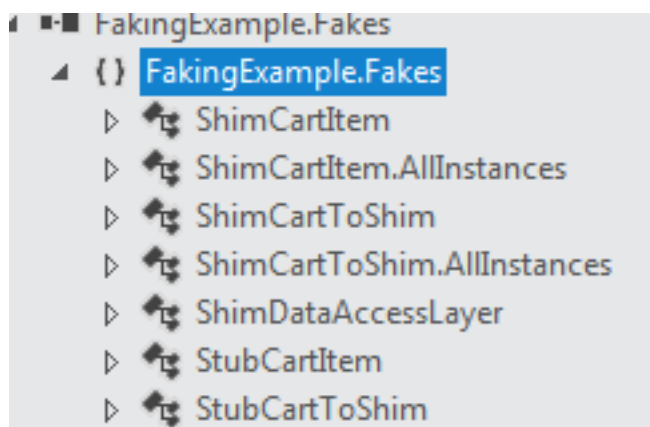 FakingExample.Fakes
{ } FakingExample.Fakes
ShimCartItem
ShimCartItem.AllInstances
ShimCartToShim
ShimCartToShim.AllInstances
ShimDataAccessLayer
StubCartItem
StubCartToShim